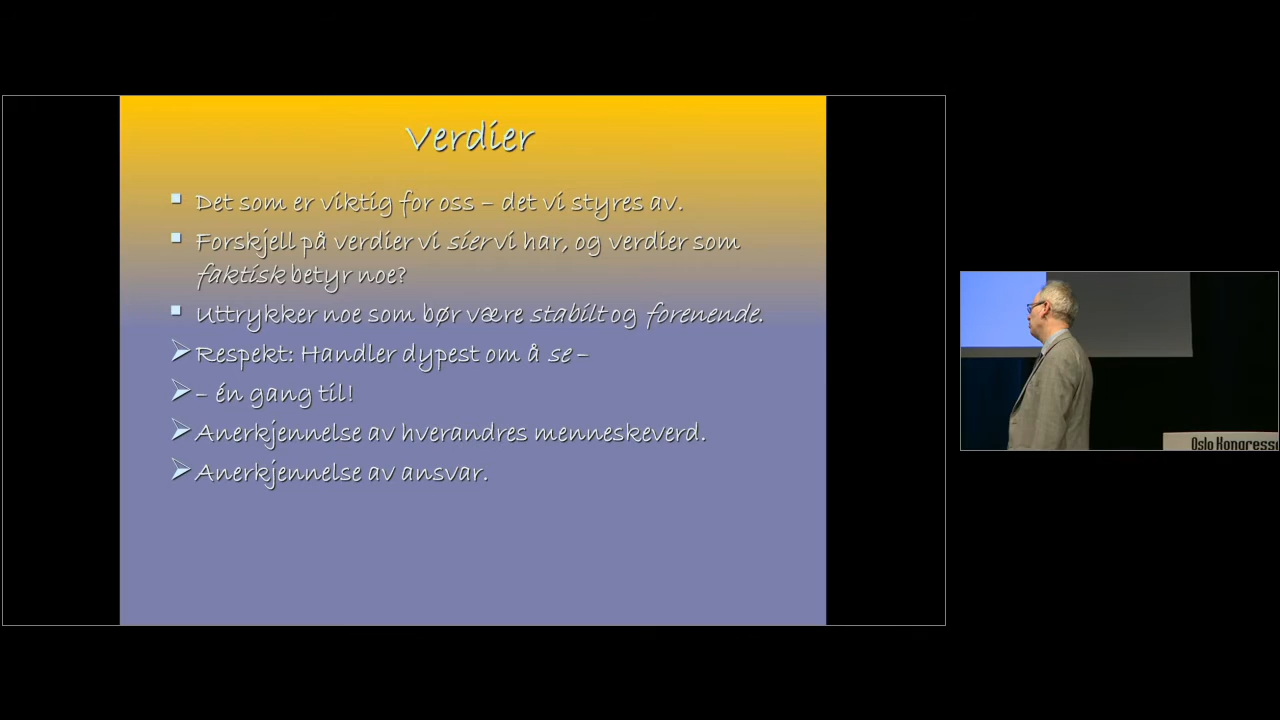 Verdier
▪ Det som er viktig for oss – det vi styres av.
▪ Forskjell på verdier vi sier vi har, og verdier som
faktisk betyr noe?
▪ Uttrykker noe som bør være stabilt og forenende.
➢ Respekt: Handler dypest om å se –
➢ – én gang til!
➢ Anerkjennelse av hverandres menneskeverd.
➢ Anerkjennelse av ansvar.
Oslo Kongresse